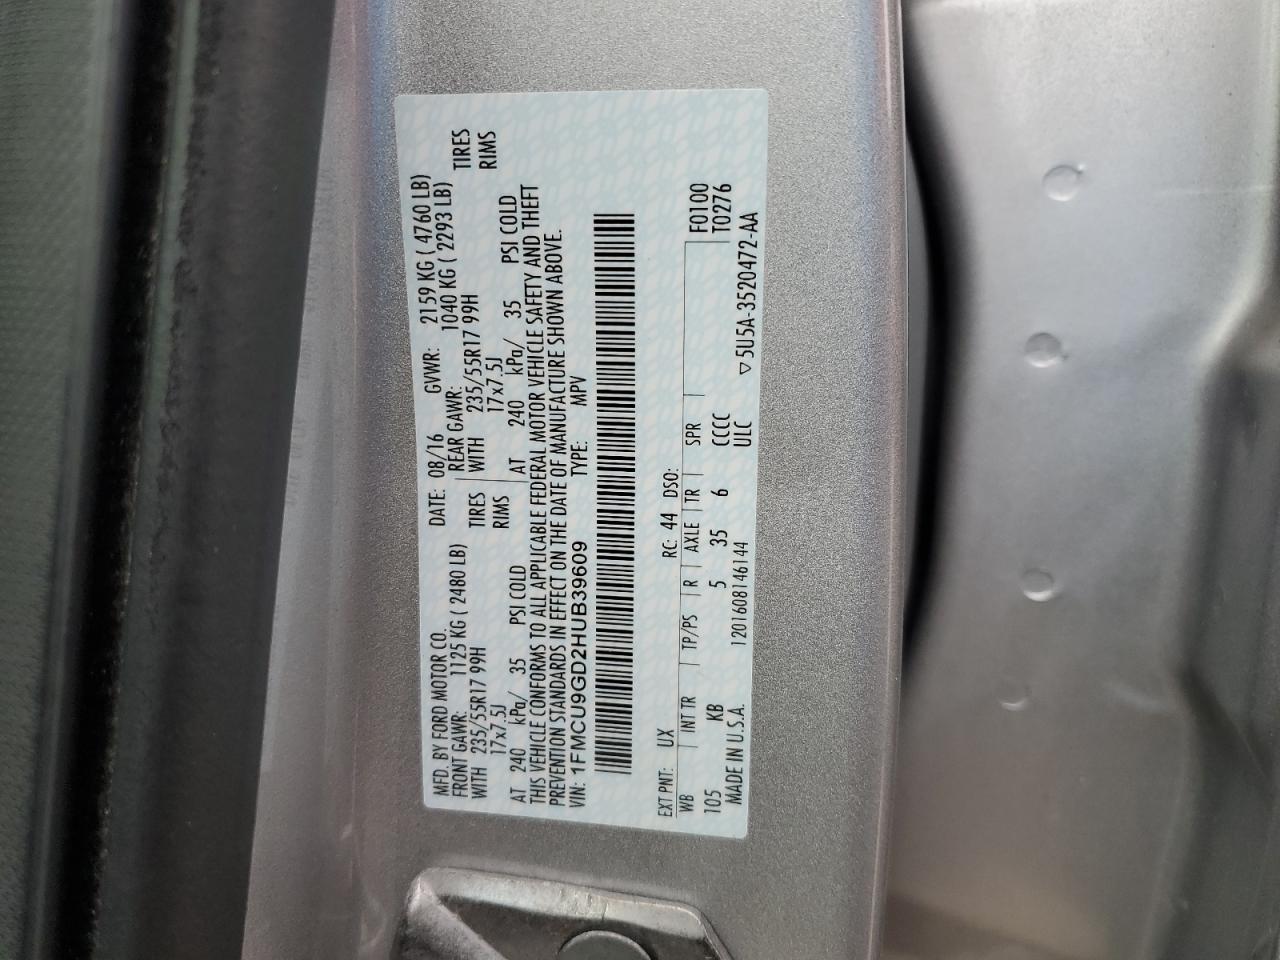 MFD. BY FORD MOTOR CO. DATE: 08/16 GVWR: 2159 KG ( 4760 LB)
FRONT GAWR: 1125 KG ( 2480 LB) REAR GAWR: 1040 KG ( 2293 LB)
WITH 235/55R17 99H TIRES WITH 235/55R17 99H TIRES
17x7.5J RIMS 17x7.5J RIMS
AT 240 kPa/ 35 PSI COLD AT 240 kPa/ 35 PSI COLD
THIS VEHICLE CONFORMS TO ALL APPLICABLE FEDERAL MOTOR VEHICLE SAFETY AND THEFT
PREVENTION STANDARDS IN EFFECT ON THE DATE OF MANUFACTURE SHOWN ABOVE.
VIN: 1FMCU9GD2HUB39609 TYPE: MPV
EXT PNT: UX RC: 44 DSO: F0100
WB | INT TR | TP/PS | R | AXLE | TR | SPR | T0276
105 KB 5 35 6 CCCC
MADE IN U.S.A. 1201608146144 ULC ▽5U5A-3520472-AA